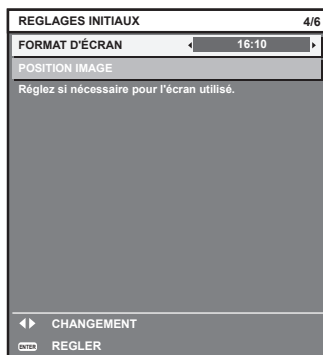 REGLAGES INITIAUX 4/6
FORMAT D'ÉCRAN 16:10
POSITION IMAGE
Réglez si nécessaire pour l'écran utilisé.
CHANGEMENT
ENTER REGLER